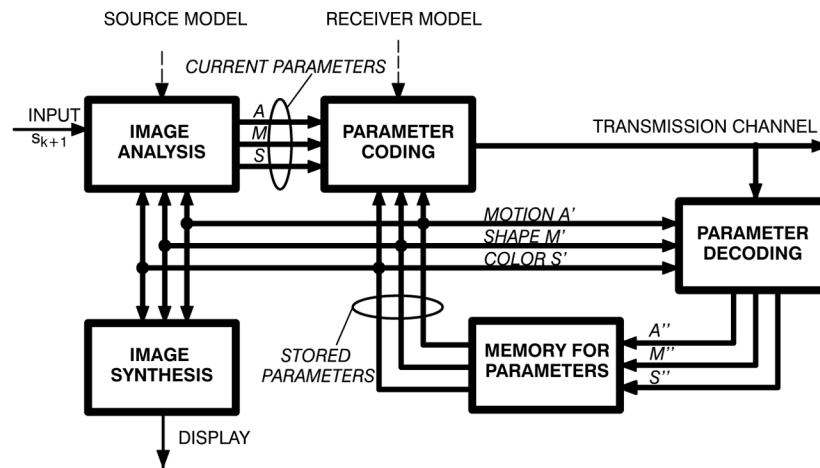 SOURCE MODEL
RECEIVER MODEL
CURRENT PARAMETERS
INPUT
s_{k+1}
IMAGE
ANALYSIS
A
M
S
PARAMETER
CODING
TRANSMISSION CHANNEL
MOTION A'
SHAPE M'
COLOR S'
PARAMETER
DECODING
IMAGE
SYNTHESIS
STORED
PARAMETERS
MEMORY FOR
PARAMETERS
A''
M''
S''
DISPLAY